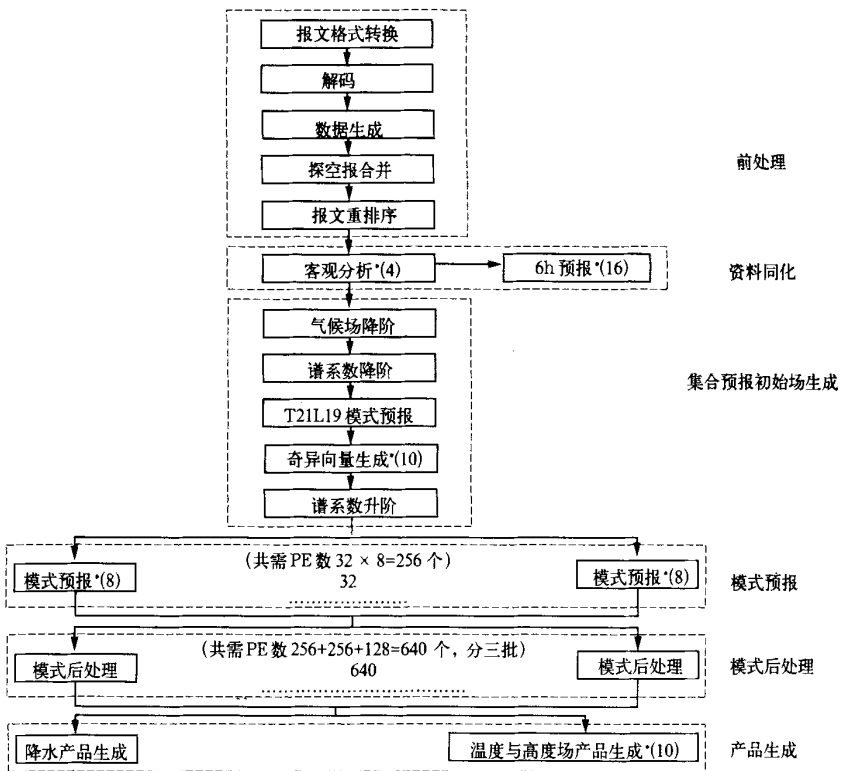 报文格式转换
解码
数据生成
探空报合并
报文重排序
前处理
客观分析*(4)
6h 预报*(16)
资料同化
气候场降阶
谱系数降阶
T21L19 模式预报
奇异向量生成*(10)
谱系数升阶
集合预报初始场生成
(共需 PE 数 32 × 8=256 个)
模式预报*(8)
32
模式预报*(8)
模式预报
(共需 PE 数 256+256+128=640 个，分三批)
模式后处理
640
模式后处理
模式后处理
降水产品生成
温度与高度场产品生成*(10)
产品生成